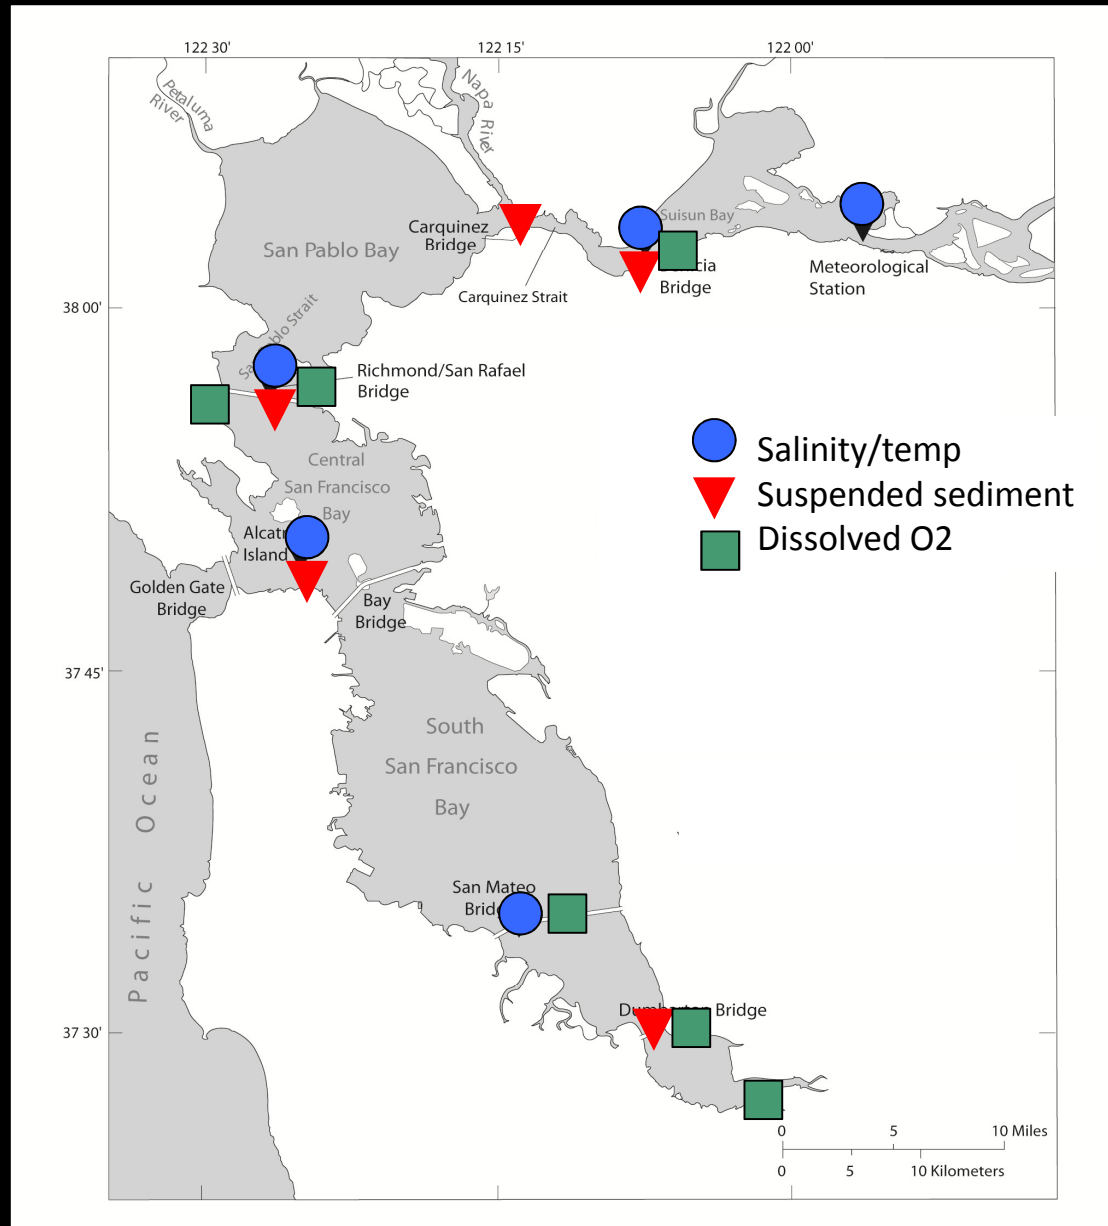 122 30'
122 15'
122 00'
Petaluma
River
Napa River
San Pablo Bay
Carquinez
Bridge
Carquinez Strait
Suisun Bay
Bridge
Meteorological
Station
38 00'
Strait
Richmond/San Rafael
Bridge
Central
San Francisco
Bay
Island
Golden Gate
Bridge
Bay
Bridge
Salinity/temp
Suspended sediment
Dissolved O2
37 45'
South
San Francisco
Bay
Pacific Ocean
San Mateo
37 30'
Bridge
0 5 10 Miles
0 5 10 Kilometers